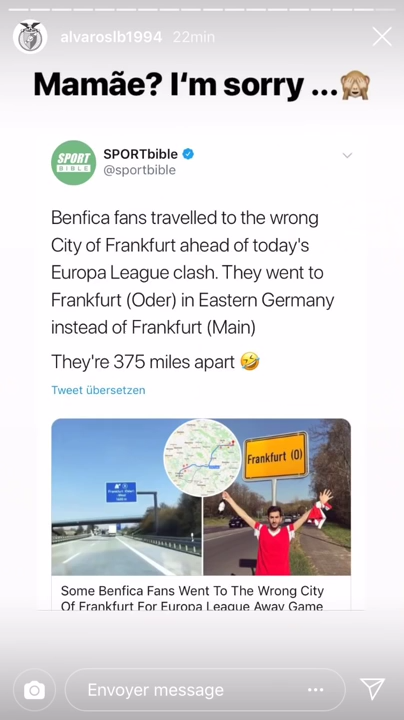 alvaroslb1994 22min
Mamãe? I'm sorry ...🙈
SPORT
BIBLE
SPORTbible
@sportbible
Benfica fans travelled to the wrong
City of Frankfurt ahead of today's
Europa League clash. They went to
Frankfurt (Oder) in Eastern Germany
instead of Frankfurt (Main)
They're 375 miles apart 🤣
Tweet übersetzen
Frankfurt (O)
Some Benfica Fans Went To The Wrong City
Of Frankfurt For Europa League Away Game
Envoyer message